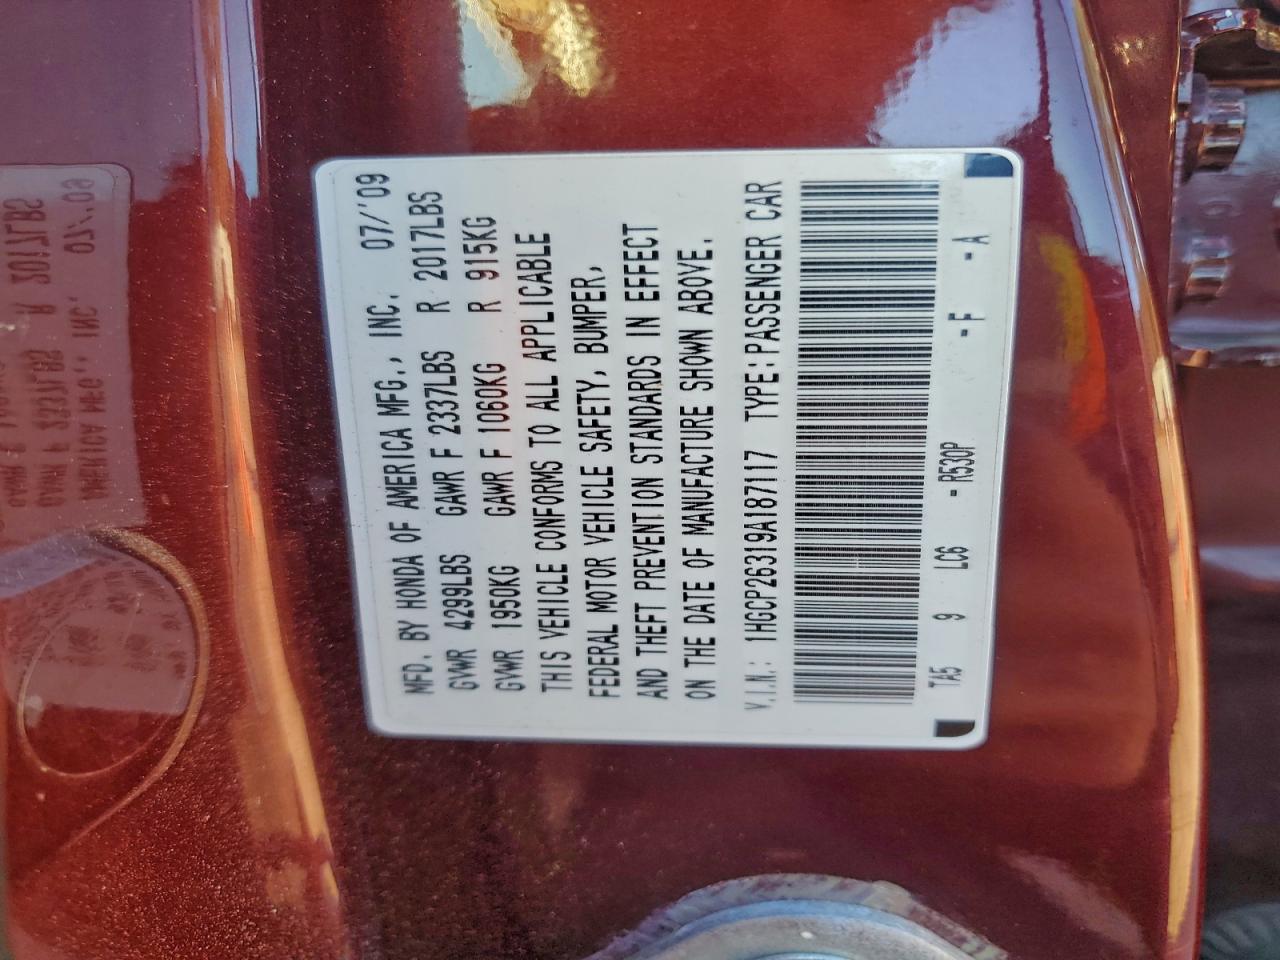 MFD. BY HONDA OF AMERICA MFG., INC. 07/'09
GVWR 4299LBS GAWR F 2337LBS R 2017LBS
GVWR 1950KG GAWR F 1060KG R 915KG
THIS VEHICLE CONFORMS TO ALL APPLICABLE
FEDERAL MOTOR VEHICLE SAFETY, BUMPER,
AND THEFT PREVENTION STANDARDS IN EFFECT
ON THE DATE OF MANUFACTURE SHOWN ABOVE.
V.I.N.: 1HGCP26319A187117 TYPE:PASSENGER CAR
TA5 9 LC6 -R530P -F -A